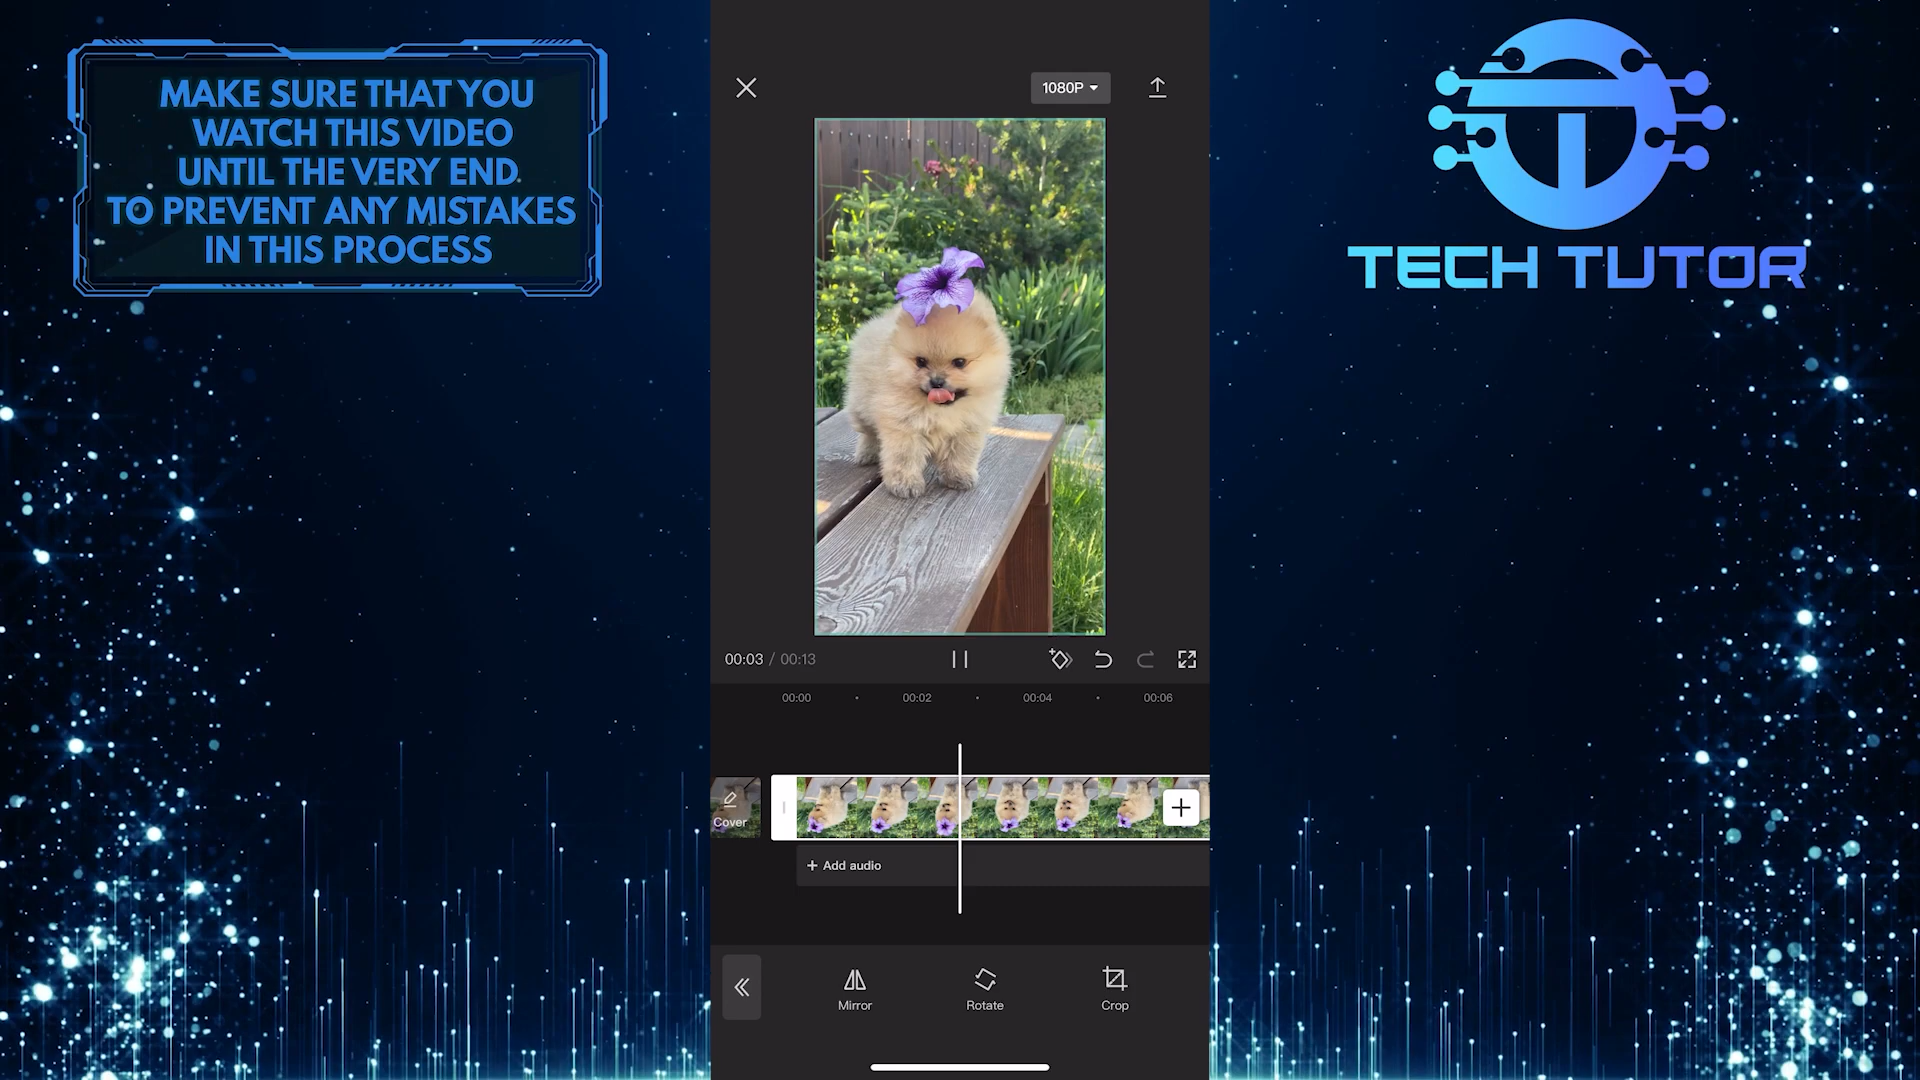 MAKE SURE THAT YOU
WATCH THIS VIDEO
UNTIL THE VERY END
TO PREVENT ANY MISTAKES
IN THIS PROCESS
1080P
TECH TUTOR
00:03 / 00:13
00:00 00:02 00:04 00:06
Cover
+ Add audio
Mirror Rotate Crop